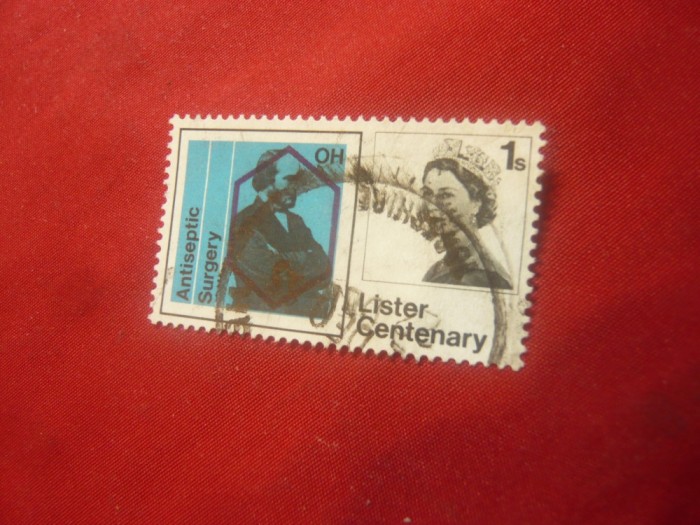 Antiseptic
Surgery
OH
1s
Lister
Centenary